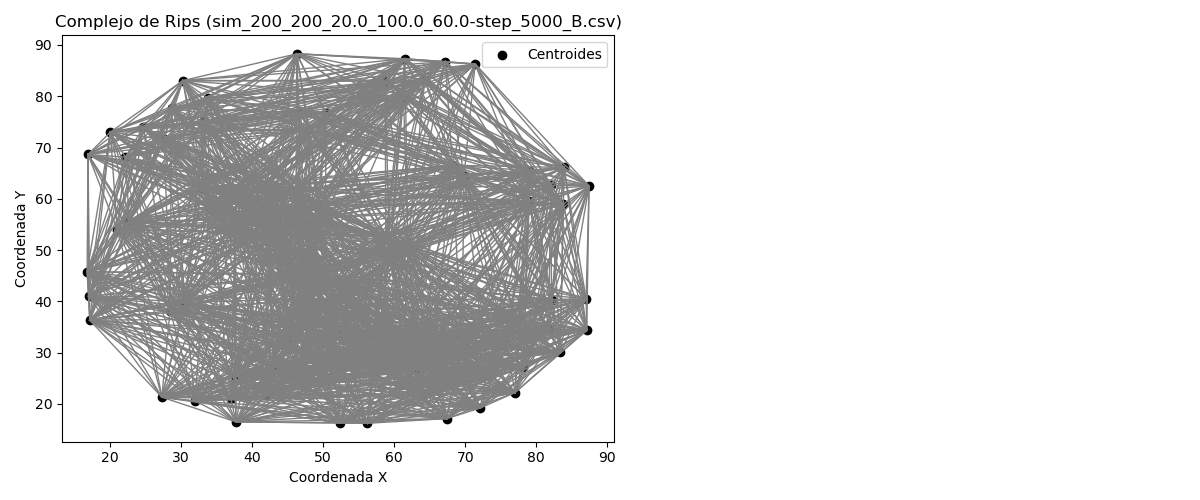 Complejo de Rips (sim_200_200_20.0_100.0_60.0-step_5000_B.csv)
Centroides
90
80
70
60
50
40
30
20
Coordenada Y
20 30 40 50 60 70 80 90
Coordenada X